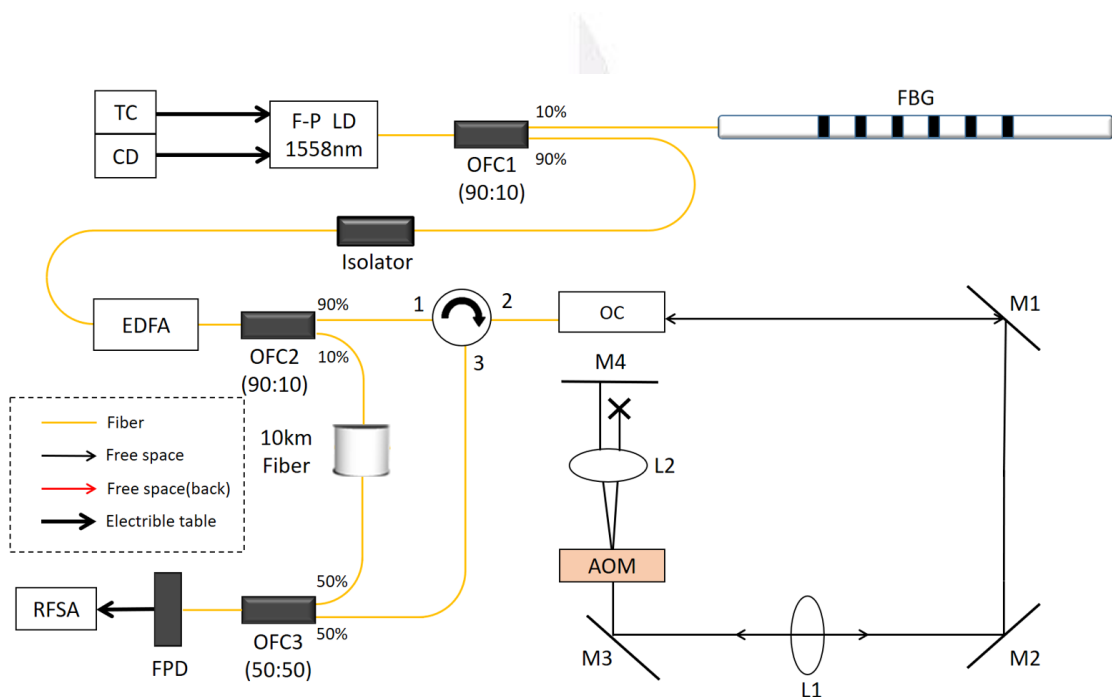 FBG
TC
CD
F-P LD
1558nm
10%
90%
OFC1
(90:10)
Isolator
EDFA
90%
10%
OFC2
(90:10)
1
2
3
OC
M1
M4
L2
10km
Fiber
Fiber
Free space
Free space(back)
Electrible table
AOM
RFSA
FPD
50%
50%
OFC3
(50:50)
M3
L1
M2